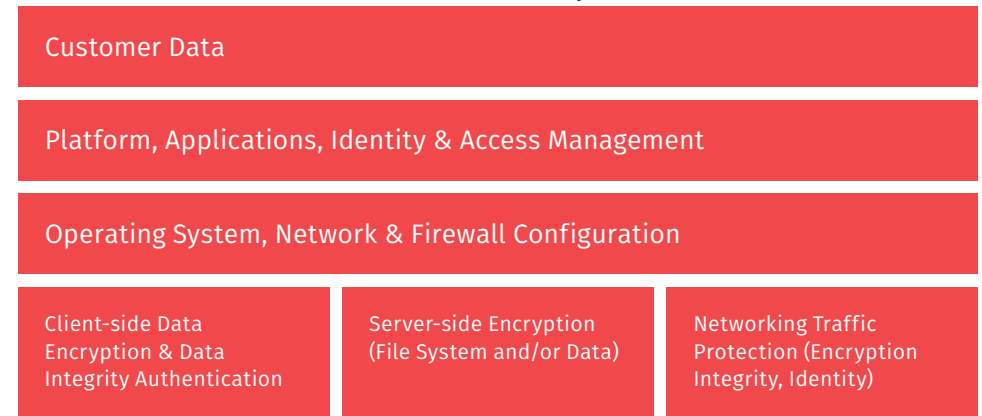 Customer Data
Platform, Applications, Identity & Access Management
Operating System, Network & Firewall Configuration
Client-side Data
Encryption & Data
Integrity Authentication
Server-side Encryption
(File System and/or Data)
Networking Traffic
Protection (Encryption
Integrity, Identity)